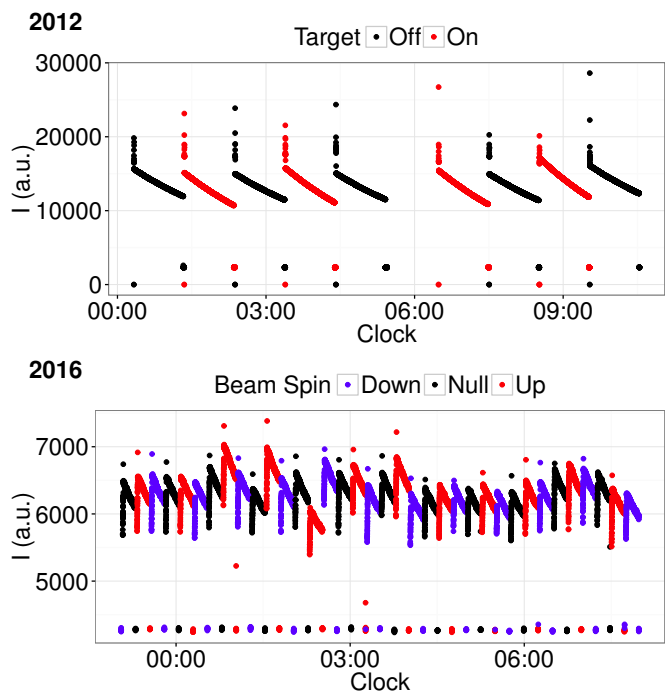 2012
Target Off On
I (a.u.)
30000
20000
10000
0
00:00 03:00 06:00 09:00
Clock
2016
Beam Spin Down Null Up
I (a.u.)
7000
6000
5000
00:00 03:00 06:00
Clock